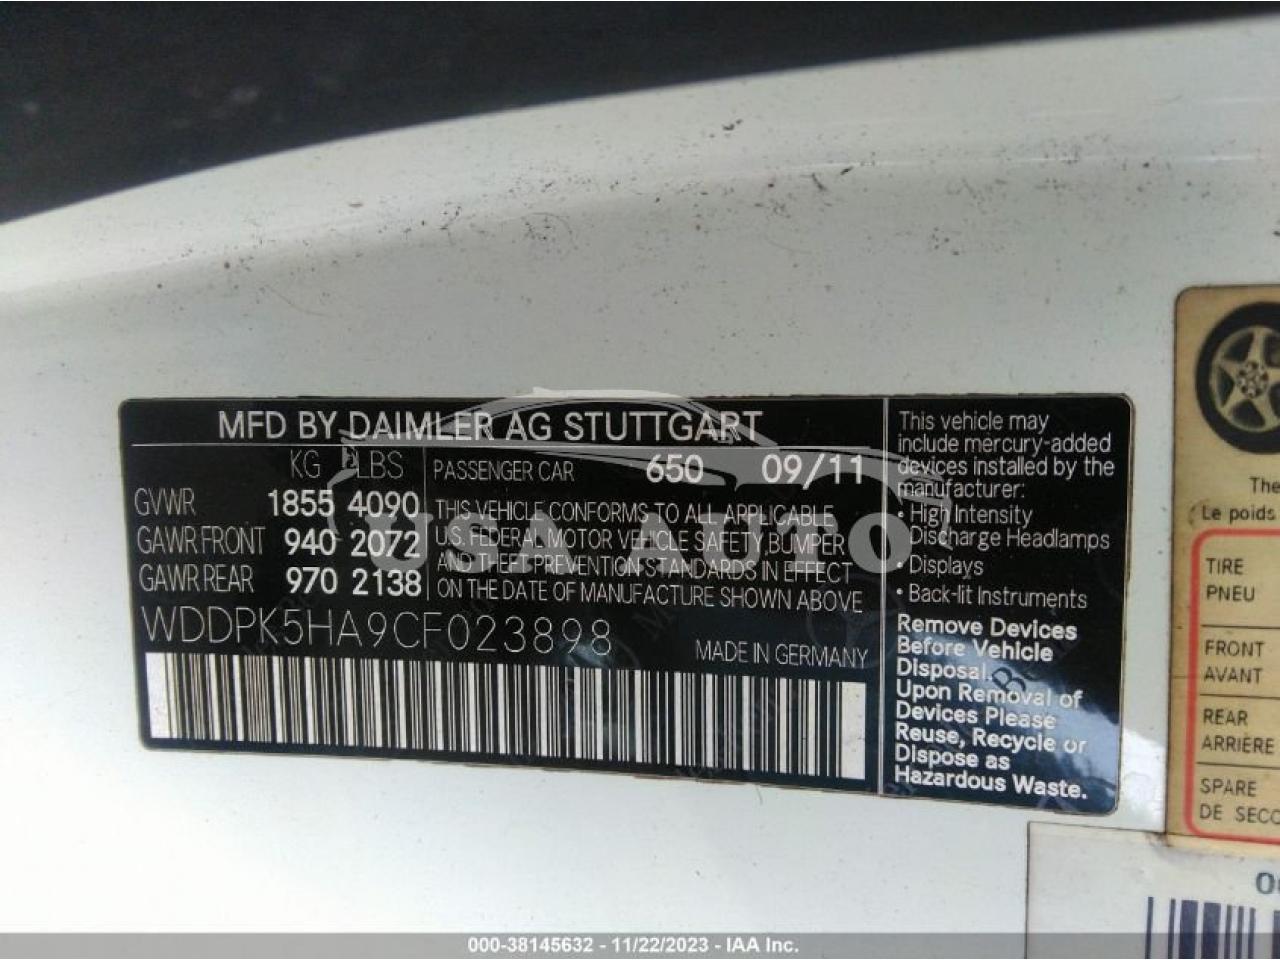 MFD BY DAIMLER AG STUTTGART
KG LBS
GVWR 1855 4090
GAWR FRONT 940 2072
GAWR REAR 970 2138
PASSENGER CAR 650 09/11
THIS VEHICLE CONFORMS TO ALL APPLICABLE
U.S. FEDERAL MOTOR VEHICLE SAFETY, BUMPER
AND THEFT PREVENTION STANDARDS IN EFFECT
ON THE DATE OF MANUFACTURE SHOWN ABOVE
WDDPK5HA9CF023898
MADE IN GERMANY
This vehicle may
include mercury-added
devices installed by the
manufacturer:
• High Intensity
Discharge Headlamps
• Displays
• Back-lit Instruments
Remove Devices
Before Vehicle
Disposal.
Upon Removal of
Devices Please
Reuse, Recycle or
Dispose as
Hazardous Waste.
USA AUTO
The
Le poids
TIRE
PNEU
FRONT
AVANT
REAR
ARRIÈRE
SPARE
DE SECO
000-38145632 - 11/22/2023 - IAA Inc.